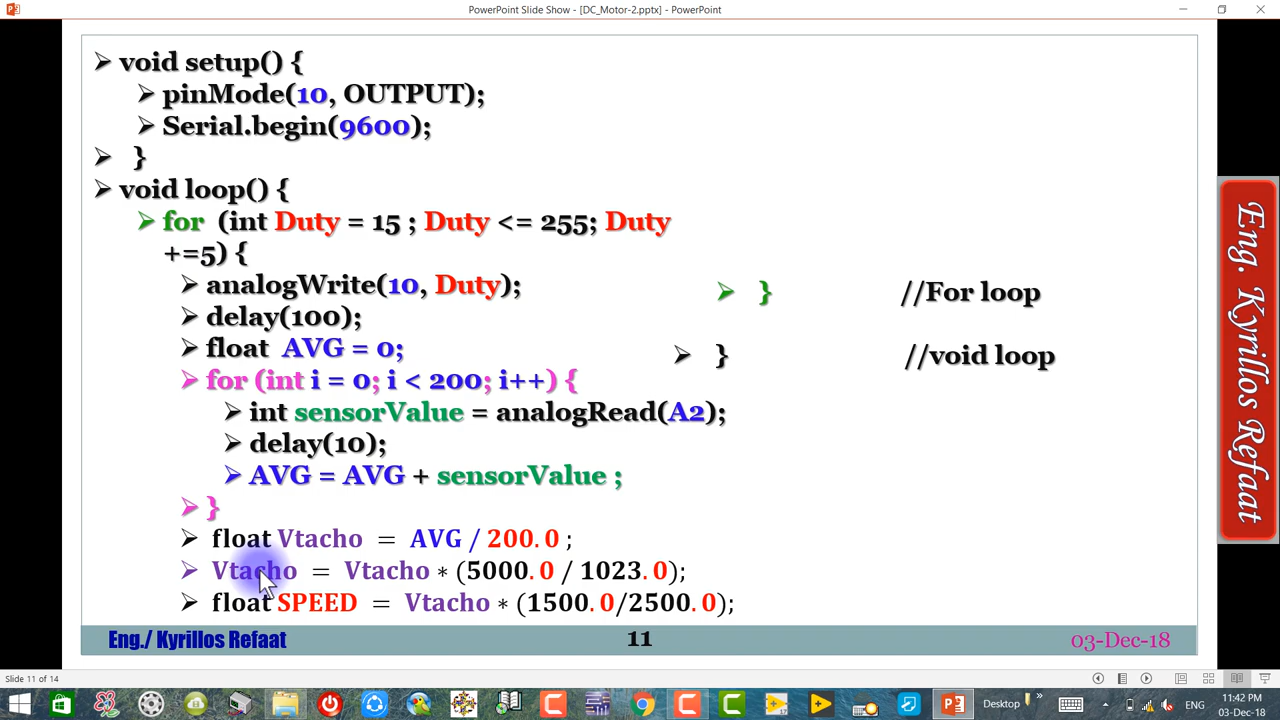 PowerPoint Slide Show - [DC_Motor-2.pptx] - PowerPoint
void setup() {
pinMode(10, OUTPUT);
Serial.begin(9600);
}
void loop() {
for (int Duty = 15 ; Duty <= 255; Duty
+=5) {
analogWrite(10, Duty);
delay(100);
float AVG = 0;
for (int i = 0; i < 200; i++) {
int sensorValue = analogRead(A2);
delay(10);
AVG = AVG + sensorValue ;
}
float Vtacho = AVG / 200.0 ;
Vtacho = Vtacho * (5000.0 / 1023.0);
float SPEED = Vtacho * (1500.0/2500.0);
} //For loop
} //void loop
Eng. Kyrillos Refaat
Eng./ Kyrillos Refaat 11 03-Dec-18
Slide 11 of 14
Desktop
ENG
11:42 PM
03-Dec-18